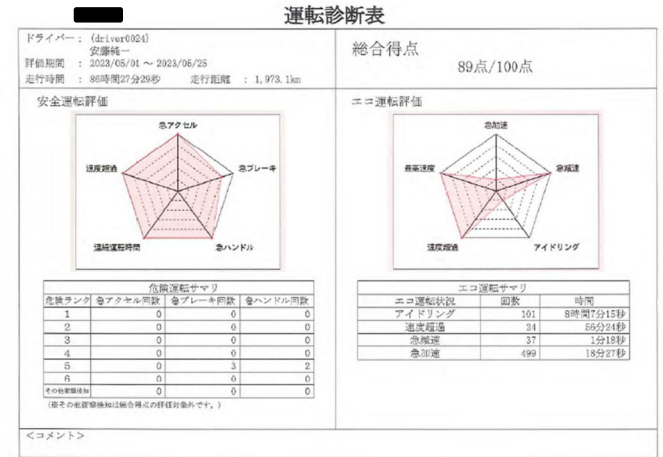 運転診断表
ドライバー : (driver0024)
安藤純一
評価期間 : 2023/05/01 ～ 2023/05/25
走行時間 : 86時間27分29秒 走行距離 : 1,973.1km
総合得点
89点/100点
安全運転評価
急アクセル
速度超過
急ブレーキ
連続運転時間
急ハンドル
危険運転サマリ
危険ランク 急アクセル回数 急ブレーキ回数 急ハンドル回数
1 0 0 0
2 0 0 0
3 0 0 0
4 0 0 0
5 0 3 2
6 0 0 0
その他衝撃検知 0 0 0
(※その他衝撃検知は総合得点の評価対象外です。)
エコ運転評価
急加速
最高速度
急減速
速度超過
アイドリング
エコ運転サマリ
エコ運転状況 回数 時間
アイドリング 101 8時間7分15秒
速度超過 24 56分24秒
急減速 37 1分18秒
急加速 499 18分27秒
<コメント>